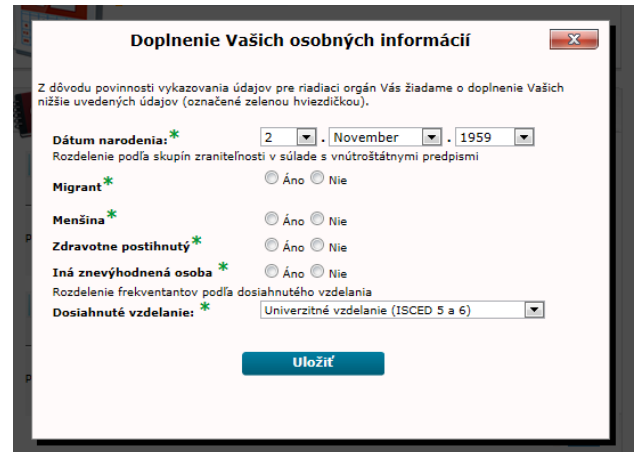 Doplnenie Vašich osobných informácií
X
Z dôvodu povinnosti vykazovania údajov pre riadiaci orgán Vás žiadame o doplnenie Vašich
nižšie uvedených údajov (označené zelenou hviezdičkou).
Dátum narodenia:* 2 . November . 1959
Rozdelenie podľa skupín zraniteľnosti v súlade s vnútroštátnymi predpismi
Migrant* Áno Nie
Menšina* Áno Nie
Zdravotne postihnutý* Áno Nie
Iná znevýhodnená osoba * Áno Nie
Rozdelenie frekventantov podľa dosiahnutého vzdelania
Dosiahnuté vzdelanie: * Univerzitné vzdelanie (ISCED 5 a 6)
Uložiť